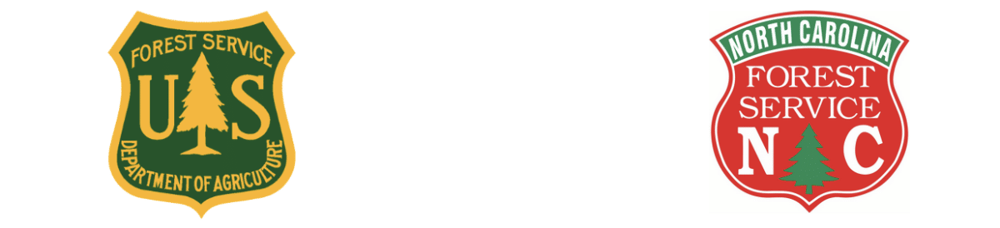 FOREST SERVICE
U S
DEPARTMENT OF AGRICULTURE
NORTH CAROLINA
FOREST
SERVICE
N C